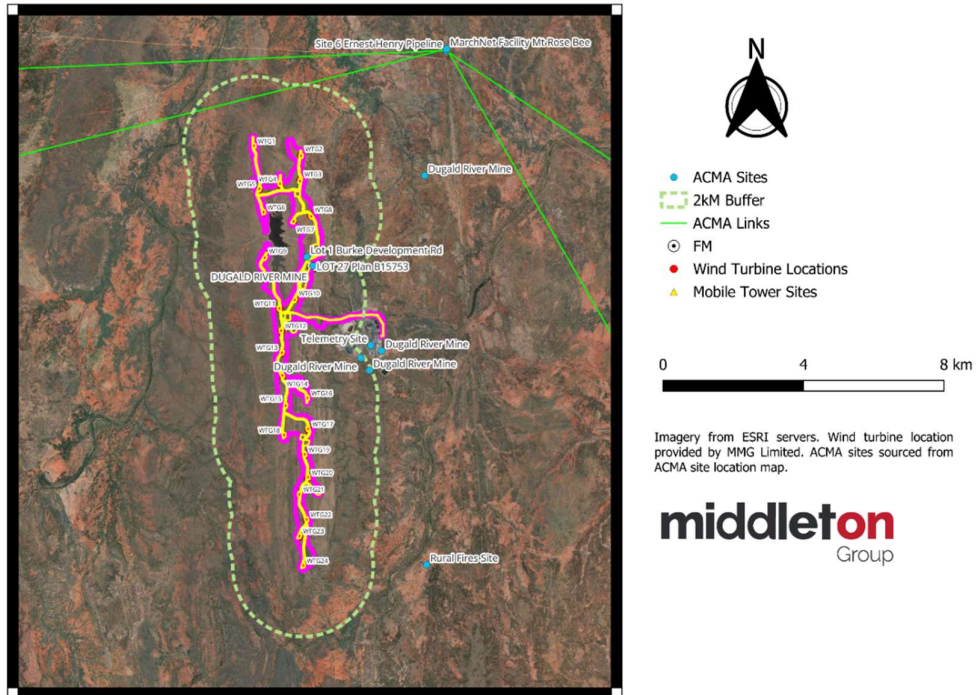 Site 6 Ernest Henry Pipeline
MarchNet Facility Mt Rose Bee
WTG1
WTG2
Dugald River Mine
WTG3
WTG4
WTG5
WTG6
WTG8
WTG7
Lot 1 Burke Development Rd
WTG9
LOT 27 Plan B15753
DUGALD RIVER MINE
WTG10
WTG11
WTG12
Telemetry Site
Dugald River Mine
WTG13
Dugald River Mine
Dugald River Mine
WTG14
WTG16
WTG15
WTG17
WTG18
WTG19
WTG20
WTG21
WTG22
WTG23
WTG24
Rural Fires Site
N
ACMA Sites
2kM Buffer
ACMA Links
FM
Wind Turbine Locations
Mobile Tower Sites
0 4 8 km
Imagery from ESRI servers. Wind turbine location
provided by MMG Limited. ACMA sites sourced from
ACMA site location map.
middleton
Group